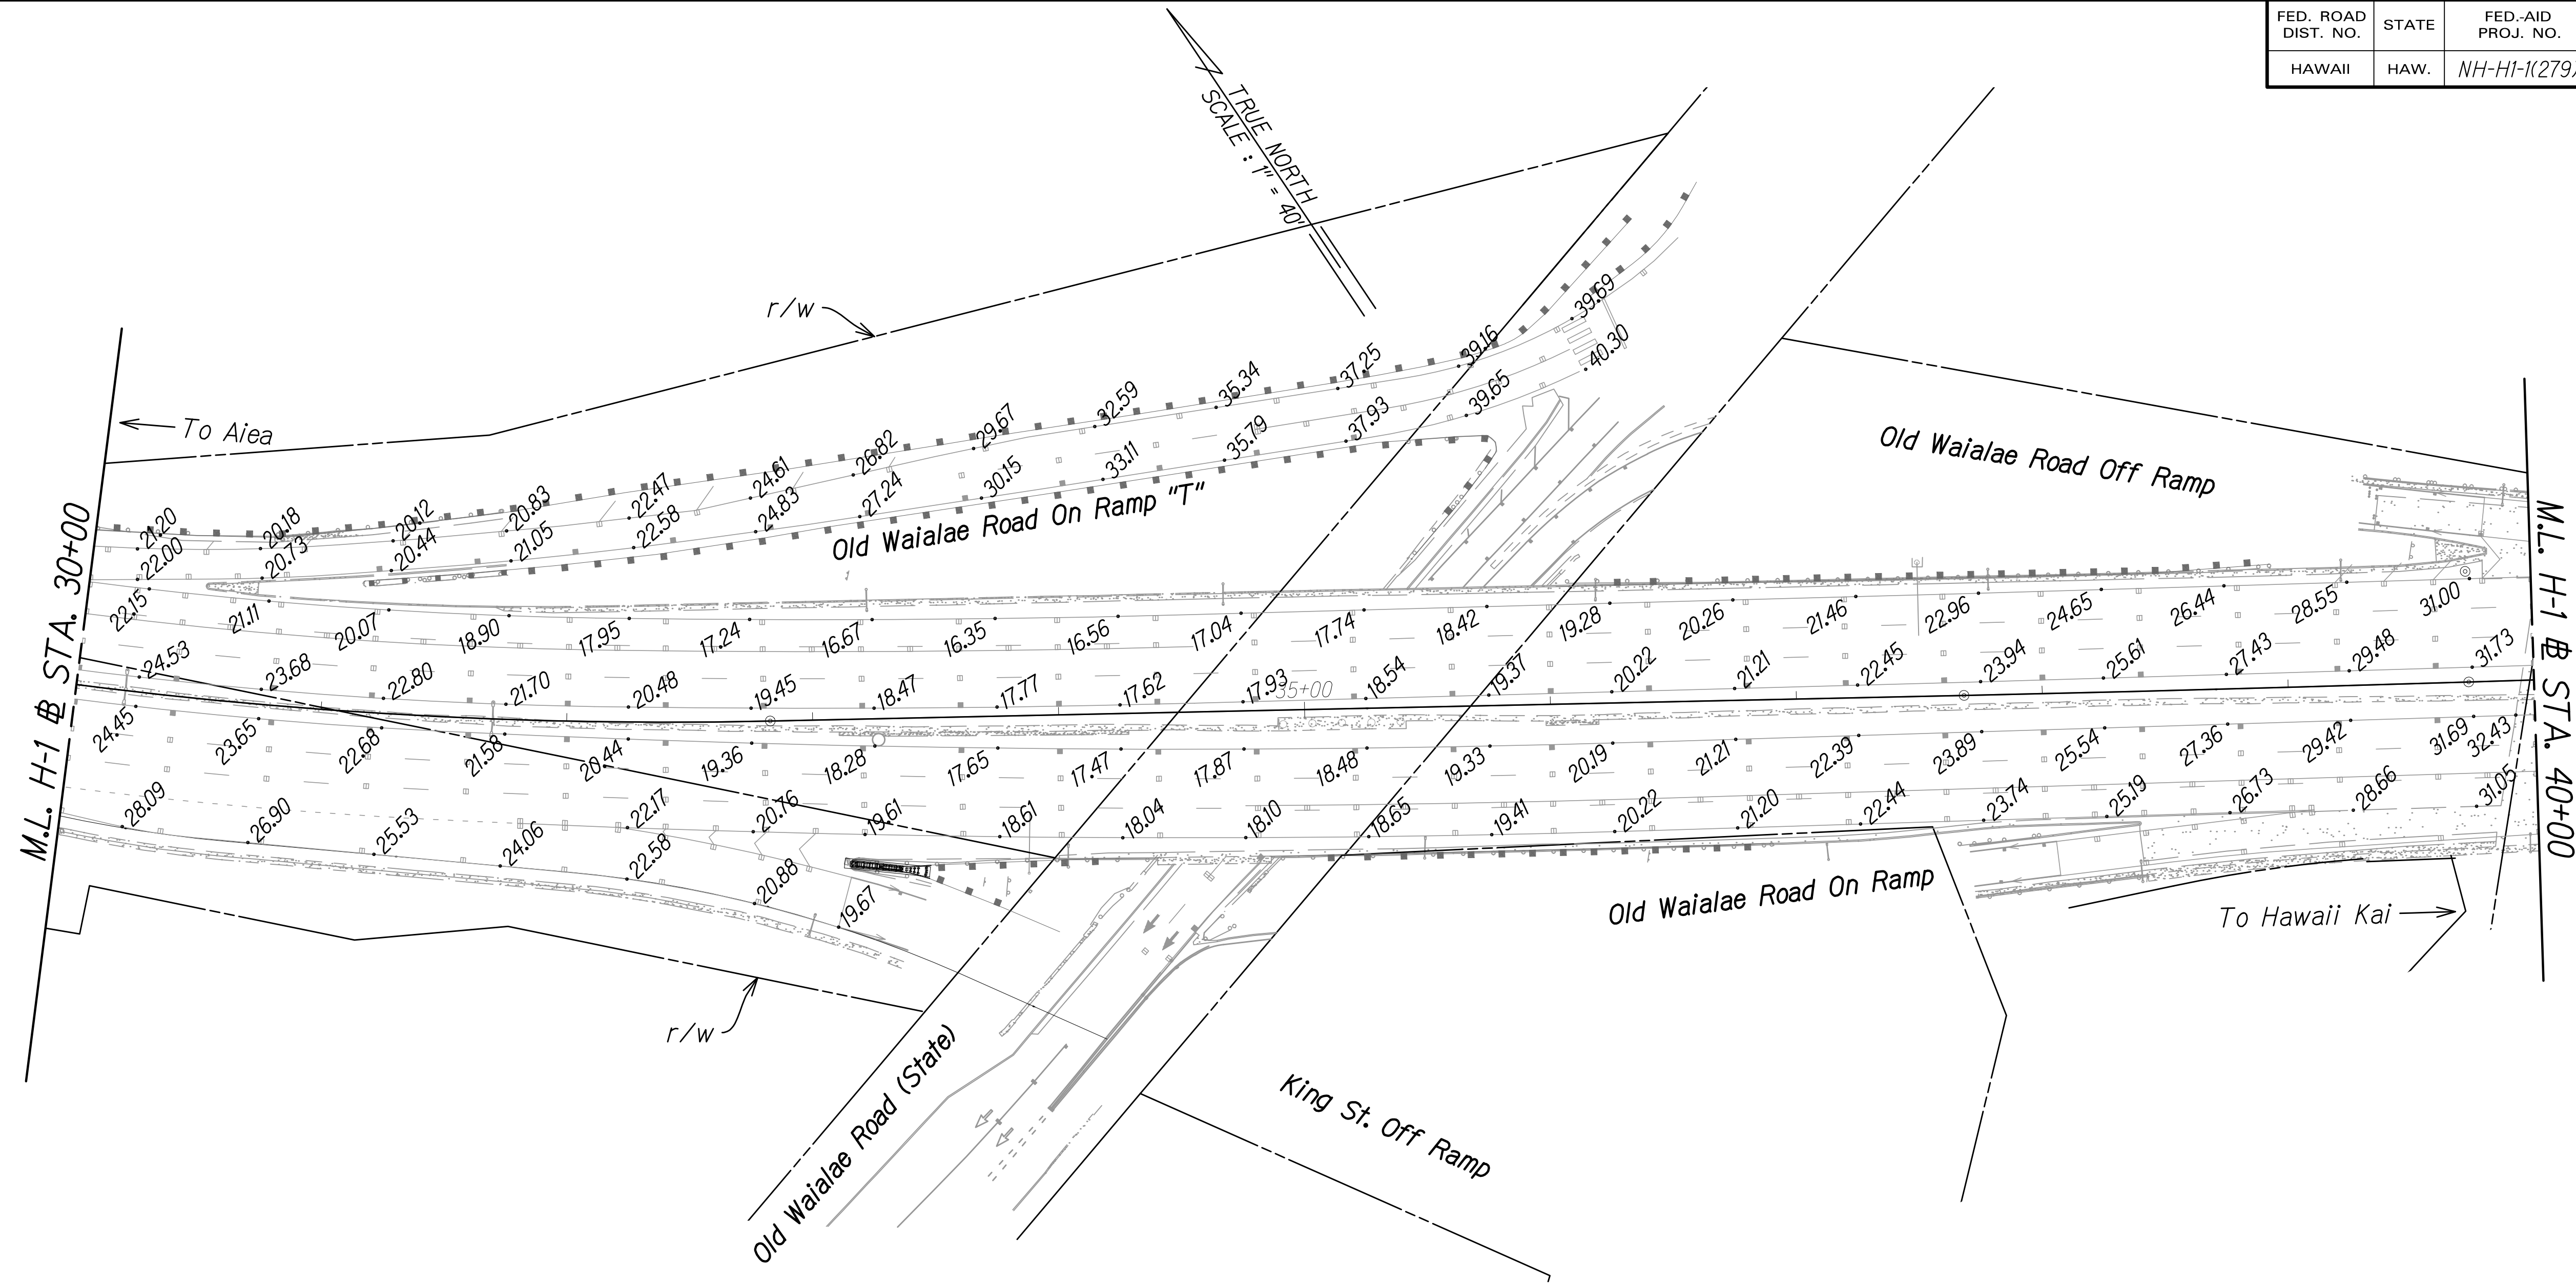 FED. ROAD DIST. NO. STATE FED.-AID PROJ. NO.
HAWAII HAW. NH-H1-1(279)
TRUE NORTH
SCALE : 1" = 40'
r/w
To Aiea
M.L. H-1 STA. 30+00
39.69
40.30
21.20 20.18 20.12 20.83 22.47 24.61 26.82 29.67 32.59 35.34 37.25 39.16
22.00 20.73 20.44 21.05 22.58 24.83 27.24 30.15 33.11 35.79 37.93 39.65
Old Waialae Road On Ramp "T"
Old Waialae Road Off Ramp
22.15 21.11 20.07 18.90 17.95 17.24 16.67 16.35 16.56 17.04 17.74 18.42 19.28 20.26 21.46 22.96 24.65 26.44 28.55 31.00
24.53 23.68 22.80 21.70 20.48 19.45 18.47 17.77 17.62 17.93 18.54 19.37 20.22 21.21 22.45 23.94 25.61 27.43 29.48 31.73
35+00
24.45 23.65 22.68 21.58 20.44 19.36 18.28 17.65 17.47 17.87 18.48 19.33 20.19 21.21 22.39 23.89 25.54 27.36 29.42 31.69 32.43
28.09 26.90 25.53 24.06 22.17 20.76 19.61 18.61 18.04 18.10 18.65 19.41 20.22 21.20 22.44 23.74 25.19 26.73 28.66 31.05
22.58 20.88 19.67
M.L. H-1 STA. 40+00
Old Waialae Road On Ramp
To Hawaii Kai
r/w
Old Waialae Road (State)
King St. Off Ramp